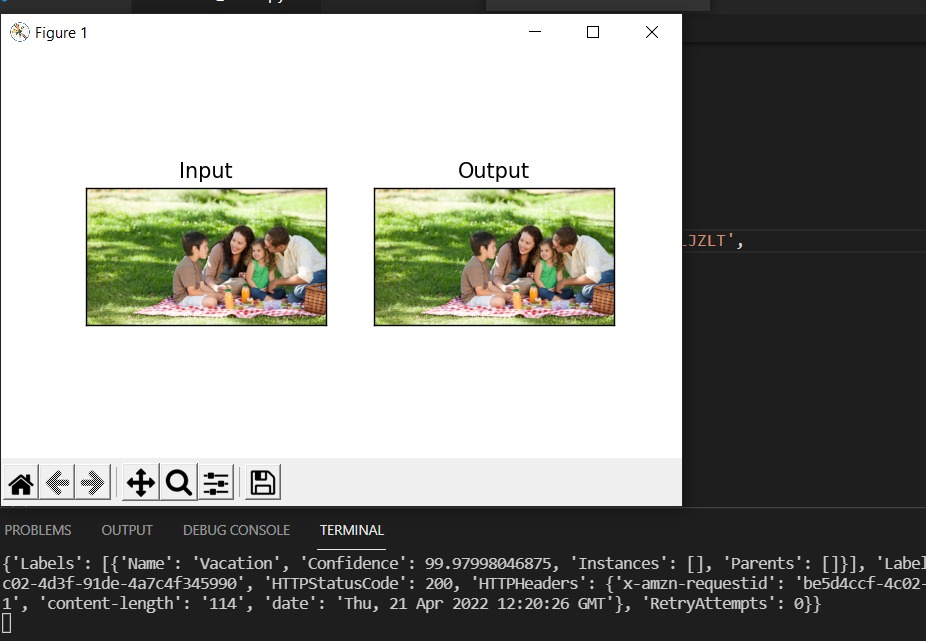 Figure 1
Input
Output
JZLT',
PROBLEMS
OUTPUT
DEBUG CONSOLE
TERMINAL
{'Labels': [{'Name': 'Vacation', 'Confidence': 99.97998046875, 'Instances': [], 'Parents': []}], 'Label
c02-4d3f-91de-4a7c4f345990', 'HTTPStatusCode': 200, 'HTTPHeaders': {'x-amzn-requestid': 'be5d4ccf-4c02-
1', 'content-length': '114', 'date': 'Thu, 21 Apr 2022 12:20:26 GMT'}, 'RetryAttempts': 0}}